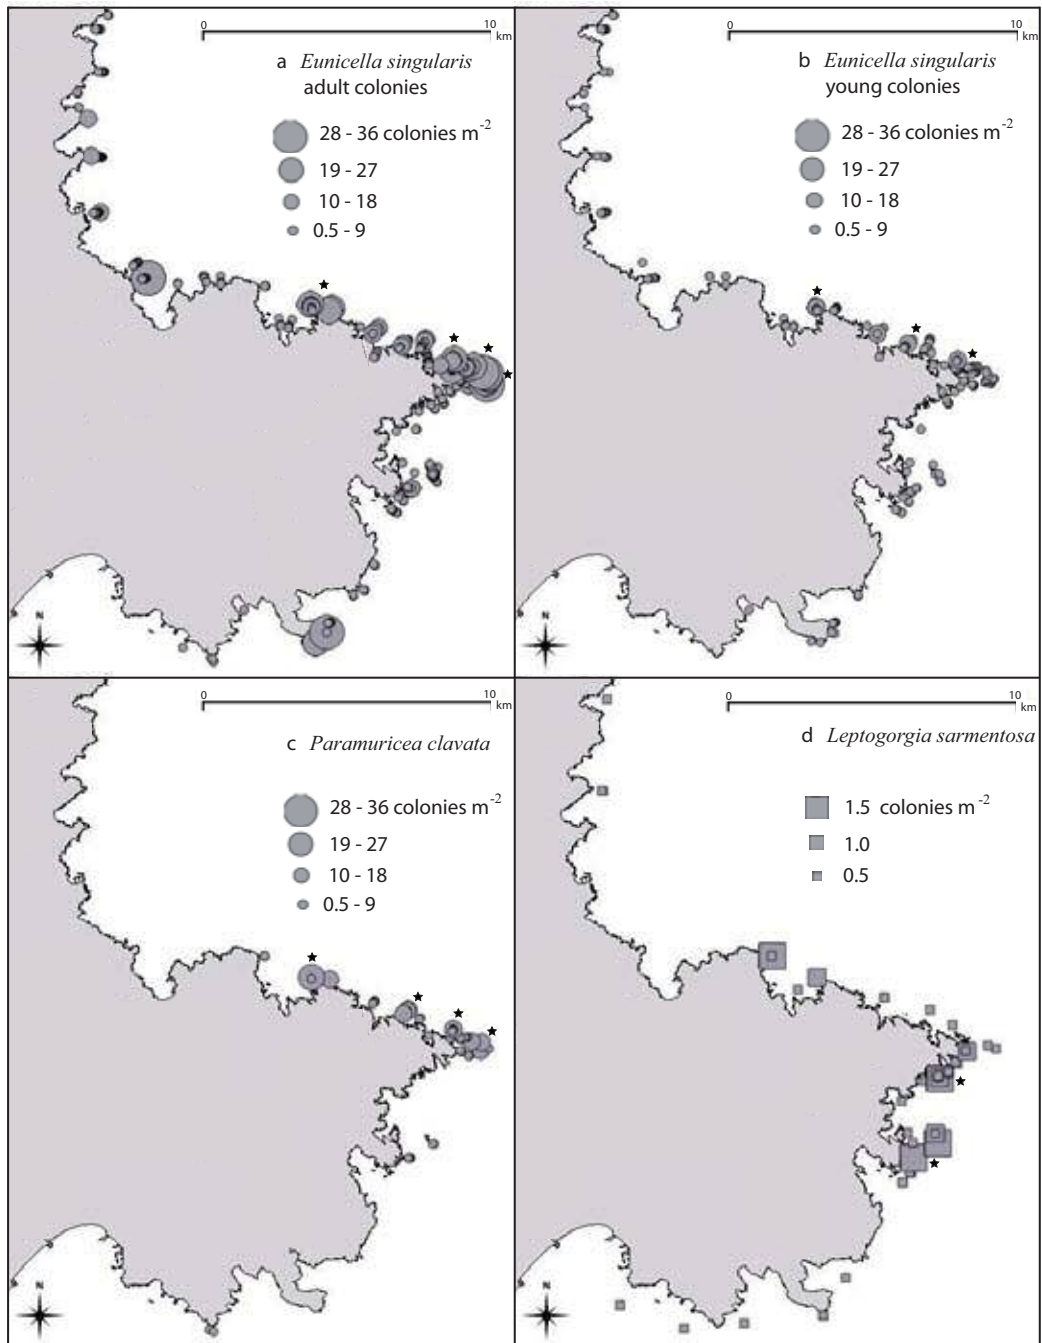 0 10
km
a Eunicella singularis
adult colonies
28 - 36 colonies m-2
19 - 27
10 - 18
0.5 - 9
N
0 10
km
b Eunicella singularis
young colonies
28 - 36 colonies m-2
19 - 27
10 - 18
0.5 - 9
N
0 10
km
c Paramuricea clavata
28 - 36 colonies m-2
19 - 27
10 - 18
0.5 - 9
N
0 10
km
d Leptogorgia sarmentosa
1.5 colonies m-2
1.0
0.5
N